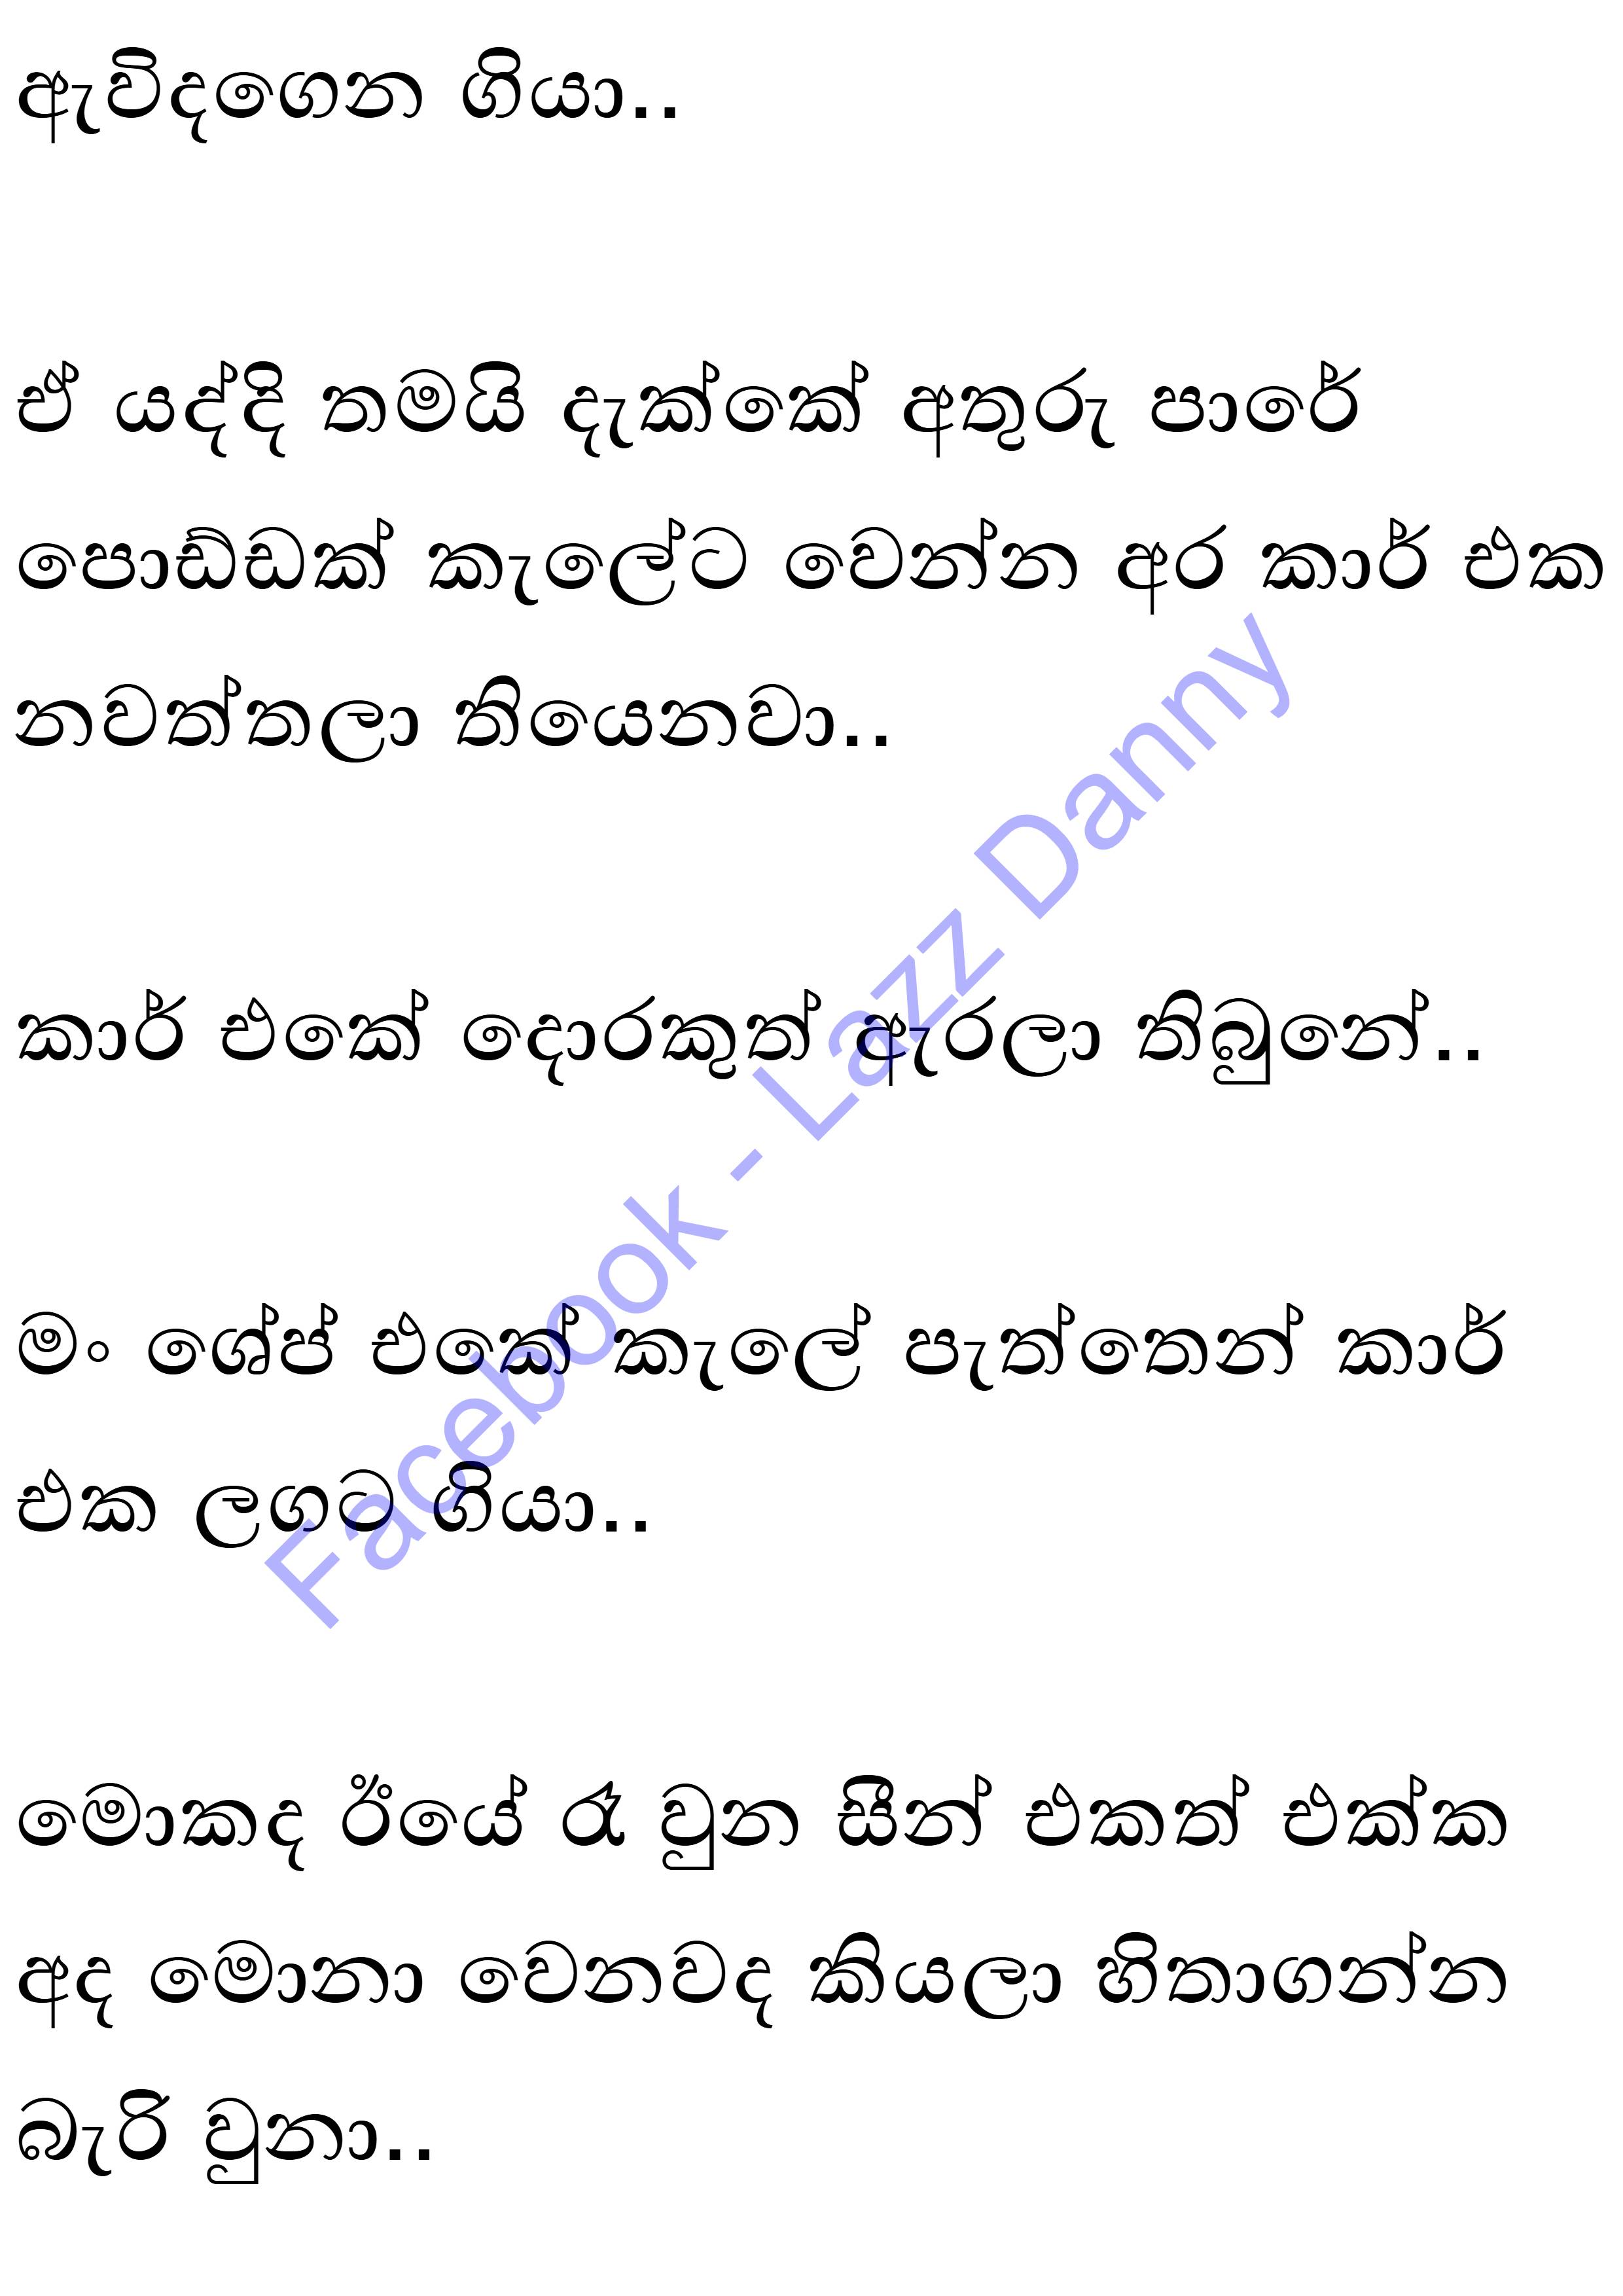 ඇවිදගෙන ගියා..
ඒ යද්දි තමයි දැක්කේ අතුරු පාරේ
පොඩ්ඩක් කැලේට වෙන්න අර කාර් එක
නවත්තලා තියෙනවා..
කාර් එකේ දොරකුත් ඇරලා තිබුනේ..
මං ශේප් එකේ කැලේ පැත්තෙන් කාර්
එක ලගට ගියා..
මොකද ඊයේ රෑ වුන සීන් එකත් එක්ක
අද මොනා වෙනවද කියලා හිතාගන්න
බැරි වුනා..
Facebook - Lazz Danny